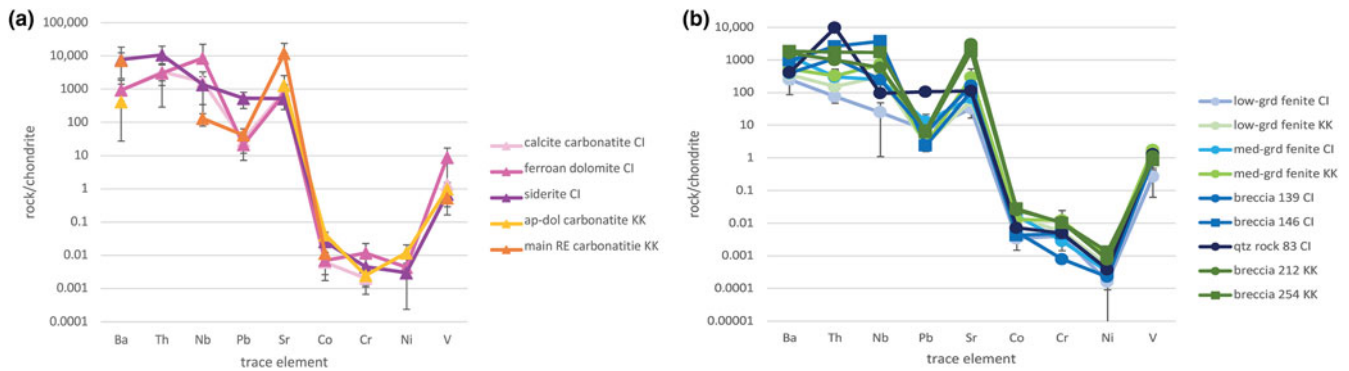 (a)
100,000
10,000
1000
100
10
1
0.1
0.01
0.001
0.0001
rock/chondrite
Ba Th Nb Pb Sr Co Cr Ni V
trace element
calcite carbonatite CI
ferroan dolomite CI
siderite CI
ap-dol carbonatite KK
main RE carbonatitie KK
(b)
10,000
1000
100
10
1
0.1
0.01
0.001
0.0001
0.00001
rock/chondrite
Ba Th Nb Pb Sr Co Cr Ni V
trace element
low-grd fenite CI
low-grd fenite KK
med-grd fenite CI
med-grd fenite KK
breccia 139 CI
breccia 146 CI
qtz rock 83 CI
breccia 212 KK
breccia 254 KK